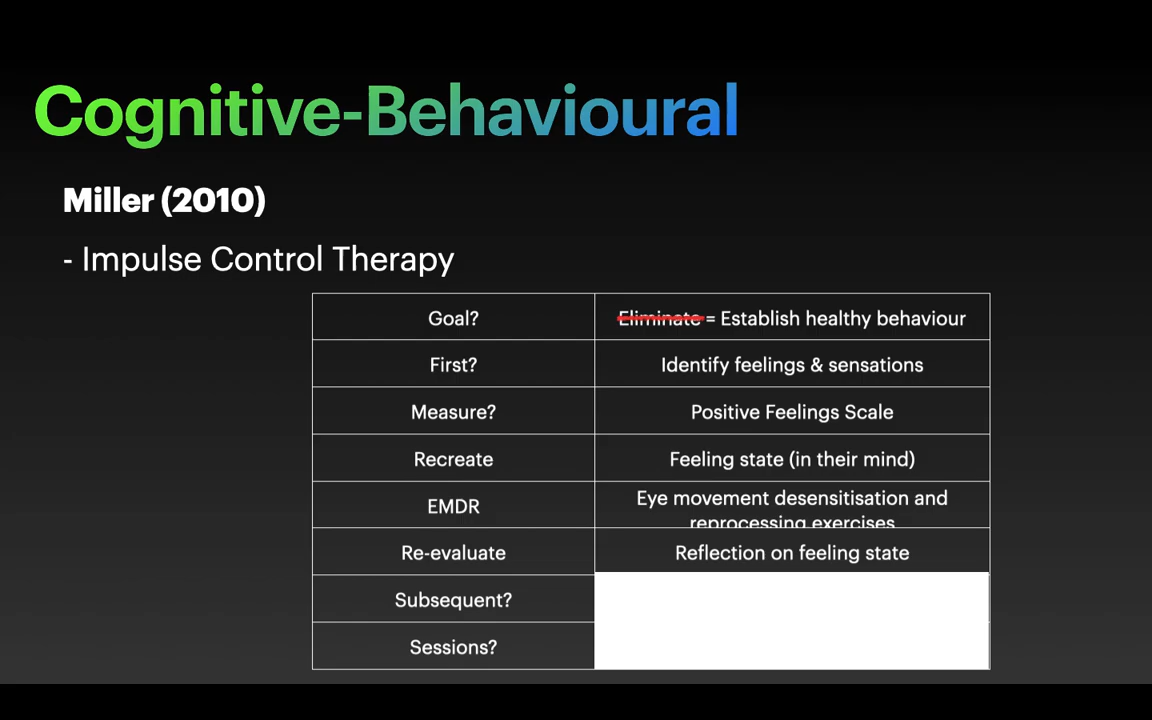 Cognitive-Behavioural
Miller (2010)
- Impulse Control Therapy
Goal? Eliminate = Establish healthy behaviour
First? Identify feelings & sensations
Measure? Positive Feelings Scale
Recreate Feeling state (in their mind)
EMDR Eye movement desensitisation and
reprocessing exercises
Re-evaluate Reflection on feeling state
Subsequent?
Sessions?